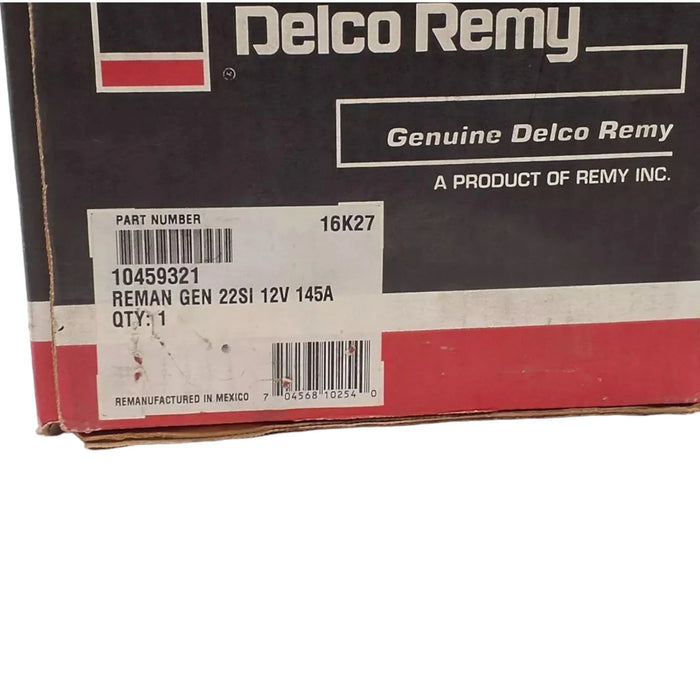 Delco Remy
®
Genuine Delco Remy
A PRODUCT OF REMY INC.
PART NUMBER 16K27
10459321
REMAN GEN 22SI 12V 145A
QTY: 1
REMANUFACTURED IN MEXICO
7 04568 10254 0